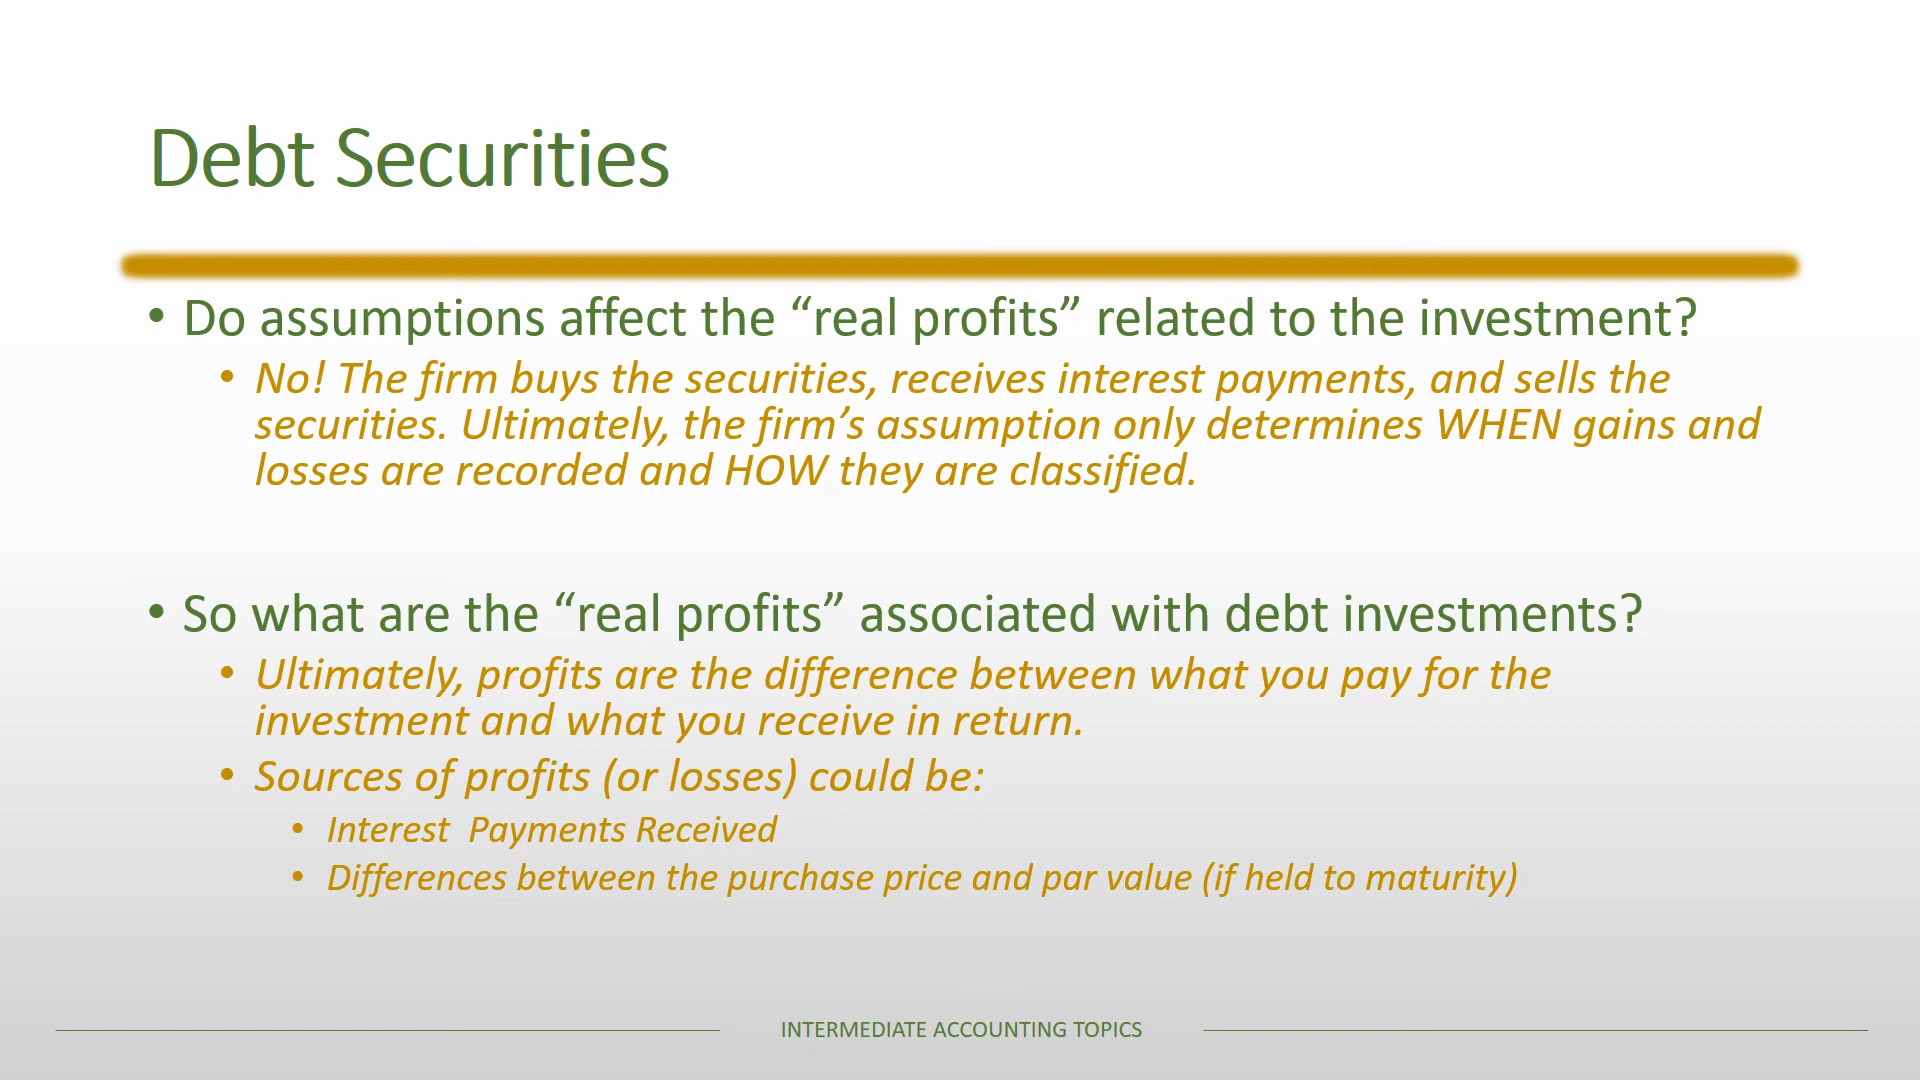 Debt Securities
• Do assumptions affect the “real profits” related to the investment?
• No! The firm buys the securities, receives interest payments, and sells the
securities. Ultimately, the firm’s assumption only determines WHEN gains and
losses are recorded and HOW they are classified.
• So what are the “real profits” associated with debt investments?
• Ultimately, profits are the difference between what you pay for the
investment and what you receive in return.
• Sources of profits (or losses) could be:
• Interest  Payments Received
• Differences between the purchase price and par value (if held to maturity)
INTERMEDIATE ACCOUNTING TOPICS